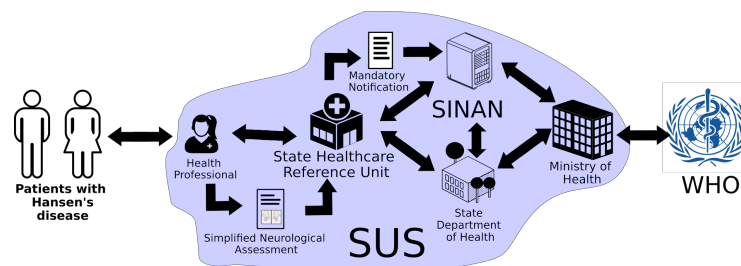 Patients with
Hansen's
disease
Health
Professional
Simplified Neurological
Assessment
State Healthcare
Reference Unit
Mandatory
Notification
SINAN
State
Department
of Health
SUS
Ministry of
Health
WHO